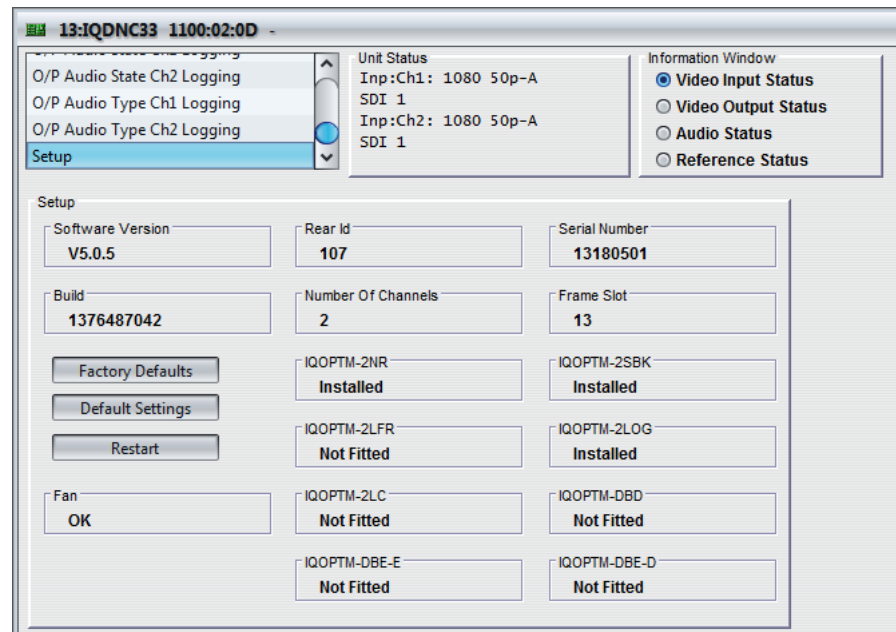 13:IQDNC33 1100:02:0D -
O/P Audio State Ch2 Logging
O/P Audio Type Ch1 Logging
O/P Audio Type Ch2 Logging
Setup
Unit Status
Inp:Ch1: 1080 50p-A
SDI 1
Inp:Ch2: 1080 50p-A
SDI 1
Information Window
Video Input Status
Video Output Status
Audio Status
Reference Status
Setup
Software Version
V5.0.5
Rear Id
107
Serial Number
13180501
Build
1376487042
Number Of Channels
2
Frame Slot
13
Factory Defaults
Default Settings
Restart
IQOPTM-2NR
Installed
IQOPTM-2SBK
Installed
IQOPTM-2LFR
Not Fitted
IQOPTM-2LOG
Installed
Fan
OK
IQOPTM-2LC
Not Fitted
IQOPTM-DBD
Not Fitted
IQOPTM-DBE-E
Not Fitted
IQOPTM-DBE-D
Not Fitted